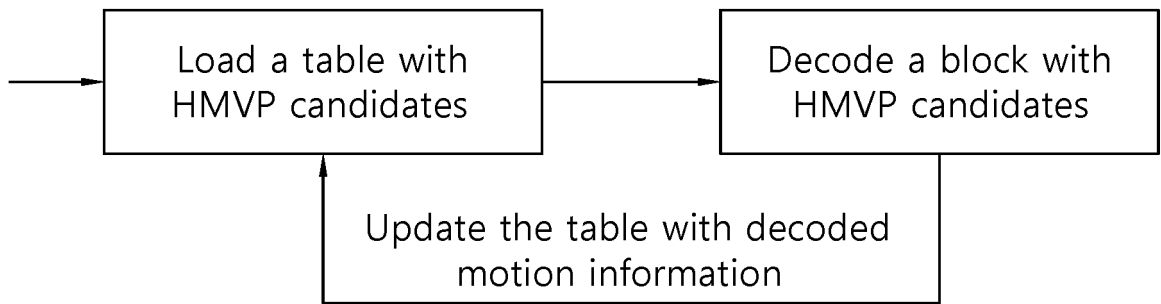 Load a table with
HMVP candidates
Decode a block with
HMVP candidates
Update the table with decoded
motion information